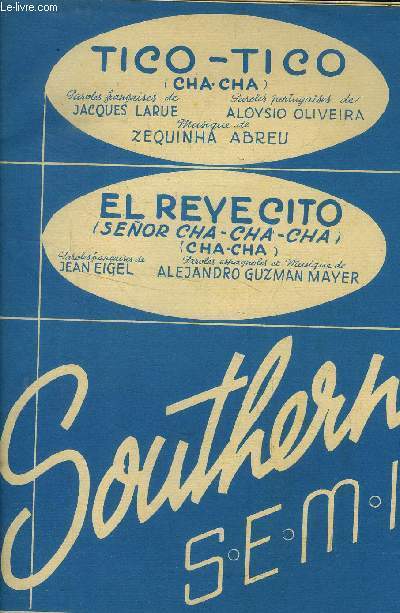 Le-livre.com
TICO-TICO
(CHA-CHA)
Paroles françaises de Paroles portugaises de
JACQUES LARUE ALOYSIO OLIVEIRA
Musique de
ZEQUINHA ABREU
EL REYECITO
(SEÑOR CHA-CHA-CHA)
(CHA-CHA)
Paroles françaises de Paroles espagnoles et Musique de
JEAN EIGEL ALEJANDRO GUZMAN MAYER
Southern
S.E.M.I